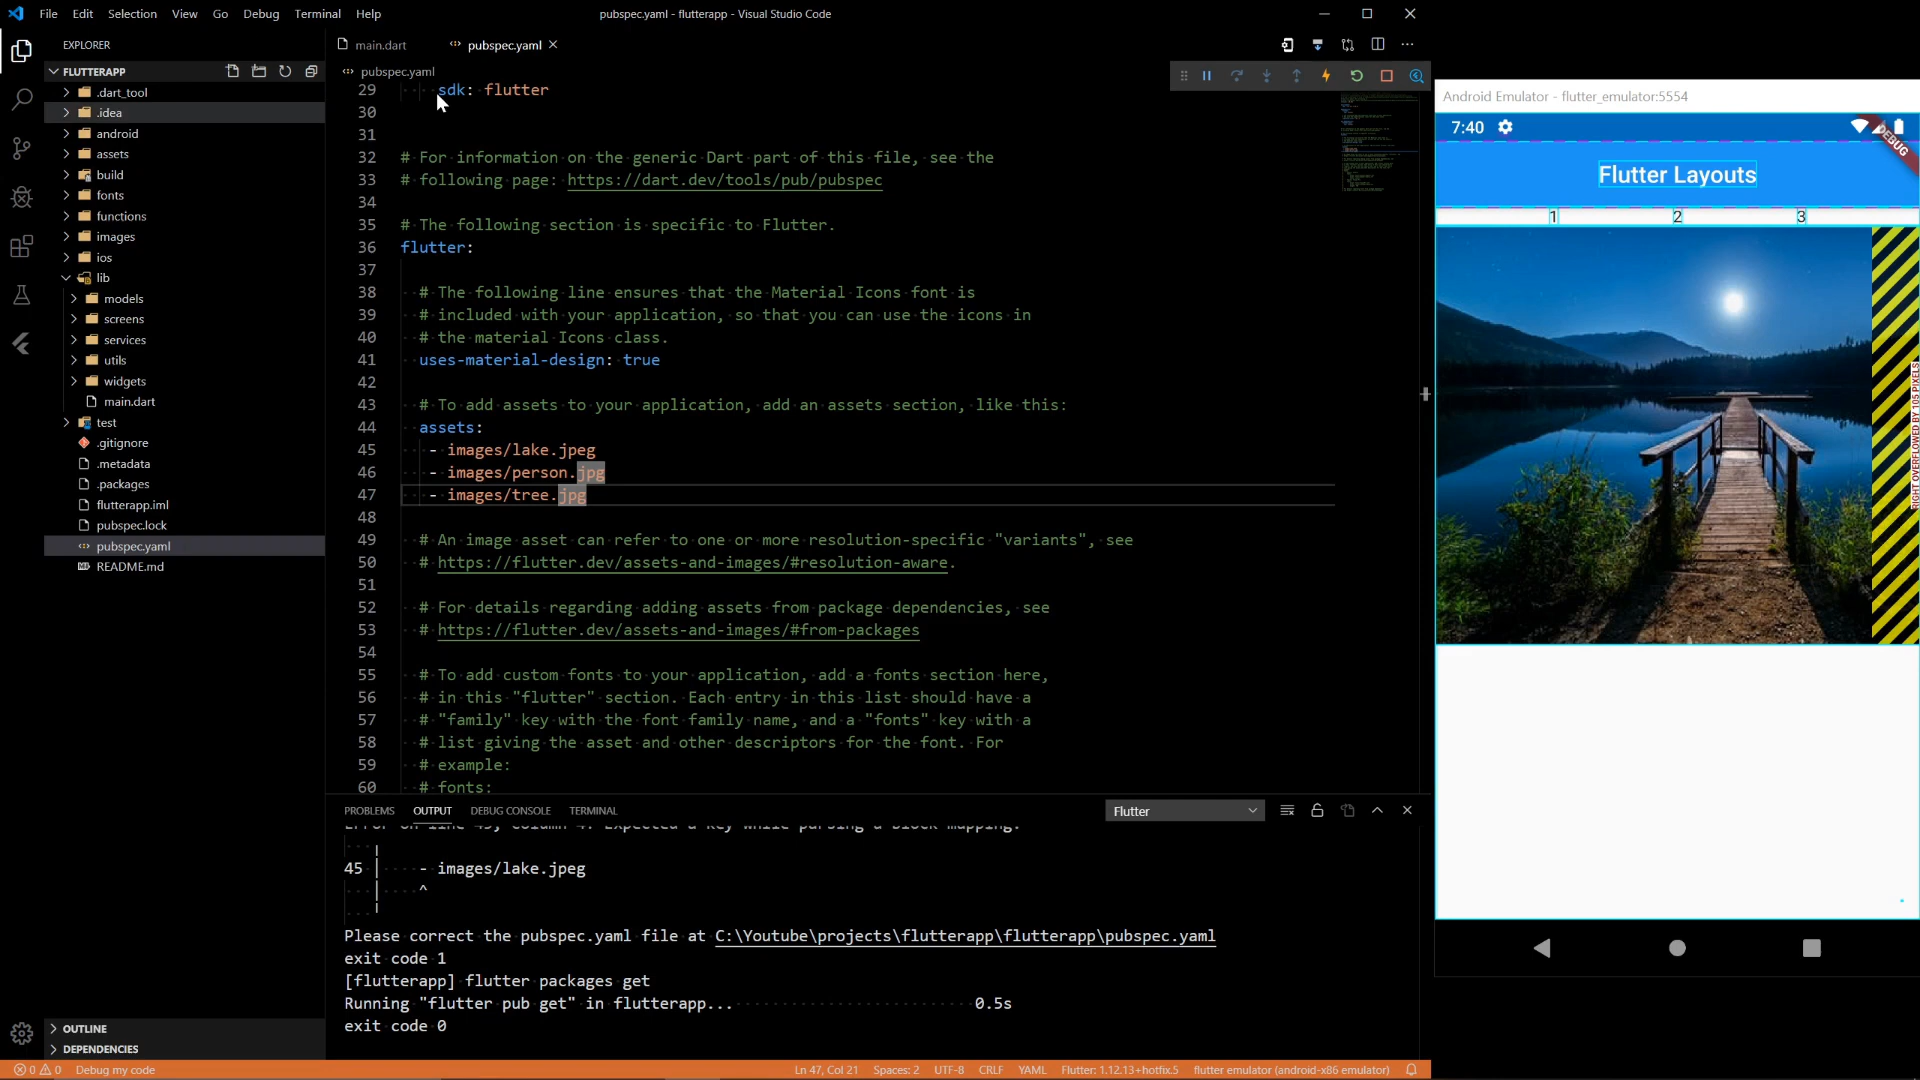 File Edit Selection View Go Debug Terminal Help
pubspec.yaml - flutterapp - Visual Studio Code
EXPLORER
FLUTTERAPP
.dart_tool
.idea
android
assets
build
fonts
functions
images
ios
lib
models
screens
services
utils
widgets
main.dart
test
.gitignore
.metadata
.packages
flutterapp.iml
pubspec.lock
pubspec.yaml
README.md
OUTLINE
DEPENDENCIES
main.dart pubspec.yaml
pubspec.yaml
29 sdk: flutter
30
31
32 # For information on the generic Dart part of this file, see the
33 # following page: https://dart.dev/tools/pub/pubspec
34
35 # The following section is specific to Flutter.
36 flutter:
37
38 # The following line ensures that the Material Icons font is
39 # included with your application, so that you can use the icons in
40 # the material Icons class.
41 uses-material-design: true
42
43 # To add assets to your application, add an assets section, like this:
44 assets:
45 - images/lake.jpeg
46 - images/person.jpg
47 - images/tree.jpg
48
49 # An image asset can refer to one or more resolution-specific "variants", see
50 # https://flutter.dev/assets-and-images/#resolution-aware.
51
52 # For details regarding adding assets from package dependencies, see
53 # https://flutter.dev/assets-and-images/#from-packages
54
55 # To add custom fonts to your application, add a fonts section here,
56 # in this "flutter" section. Each entry in this list should have a
57 # "family" key with the font family name, and a "fonts" key with a
58 # list giving the asset and other descriptors for the font. For
59 # example:
60 # fonts:
PROBLEMS OUTPUT DEBUG CONSOLE TERMINAL Flutter
Error on line 45, column 4: Expected a key while parsing a block mapping.
45 | - images/lake.jpeg
^
Please correct the pubspec.yaml file at C:\Youtube\projects\flutterapp\flutterapp\pubspec.yaml
exit code 1
[flutterapp] flutter packages get
Running "flutter pub get" in flutterapp... 0.5s
exit code 0
0 0 Debug my code Ln 47, Col 21 Spaces: 2 UTF-8 CRLF YAML Flutter: 1.12.13+hotfix.5 flutter emulator (android-x86 emulator)
Android Emulator - flutter_emulator:5554
7:40
DEBUG
Flutter Layouts
1 2 3
RIGHT OVERFLOWED BY 105 PIXELS